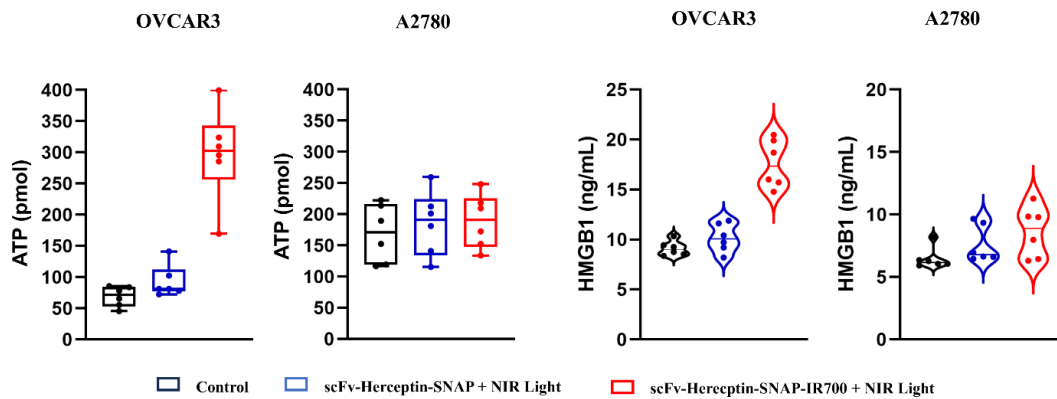 OVCAR3
A2780
OVCAR3
A2780
ATP (pmol)
400
350
300
250
200
150
100
50
0
ATP (pmol)
400
350
300
250
200
150
100
50
0
HMGB1 (ng/mL)
25
20
15
10
5
0
HMGB1 (ng/mL)
20
15
10
5
0
Control
scFv-Herceptin-SNAP + NIR Light
scFv-Herecptin-SNAP-IR700 + NIR Light